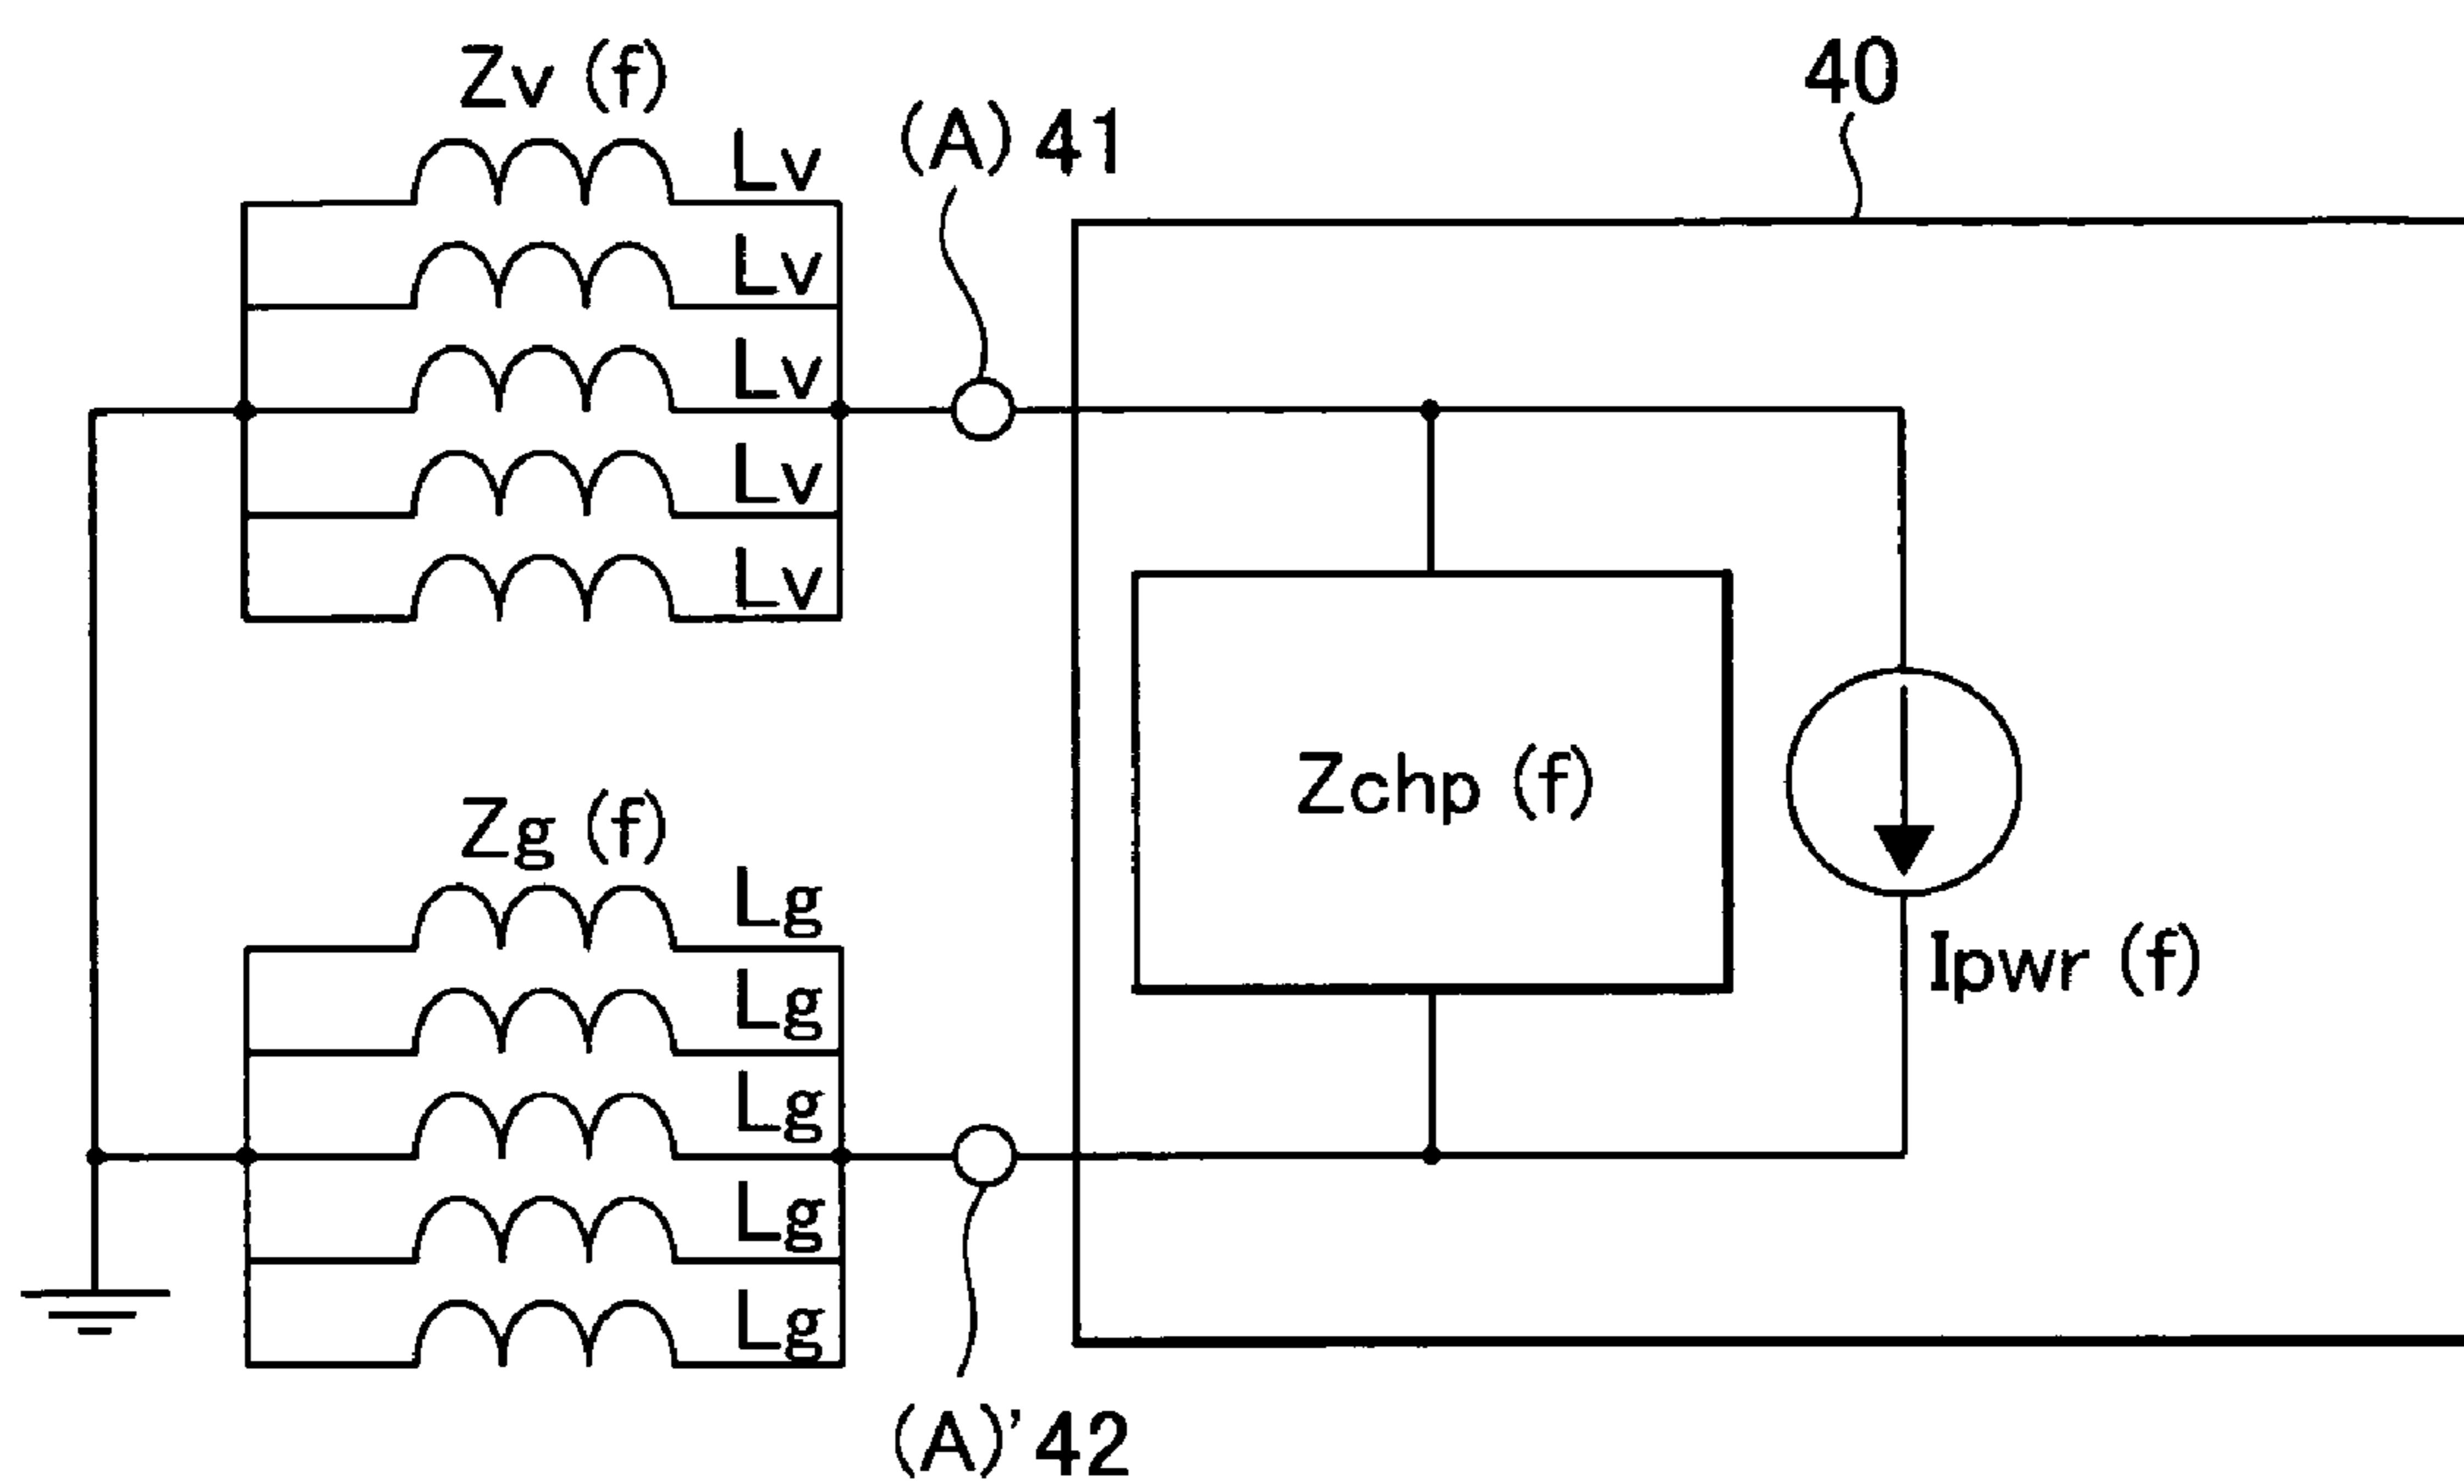 Zv (f)
40
(A) 41
Lv
Lv
Lv
Lv
Lv
Zchp (f)
Zg (f)
Lg
Ipwr (f)
Lg
Lg
Lg
Lg
(A)' 42